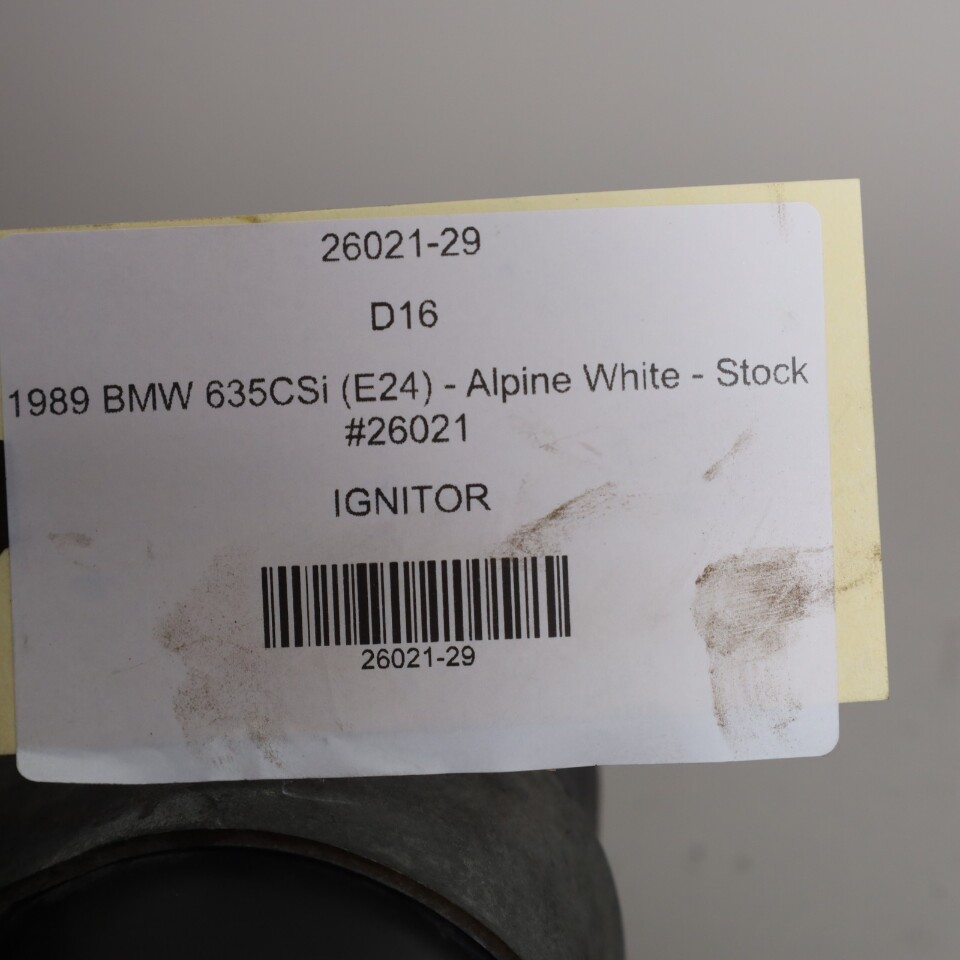 26021-29
D16
1989 BMW 635CSi (E24) - Alpine White - Stock
#26021
IGNITOR
26021-29